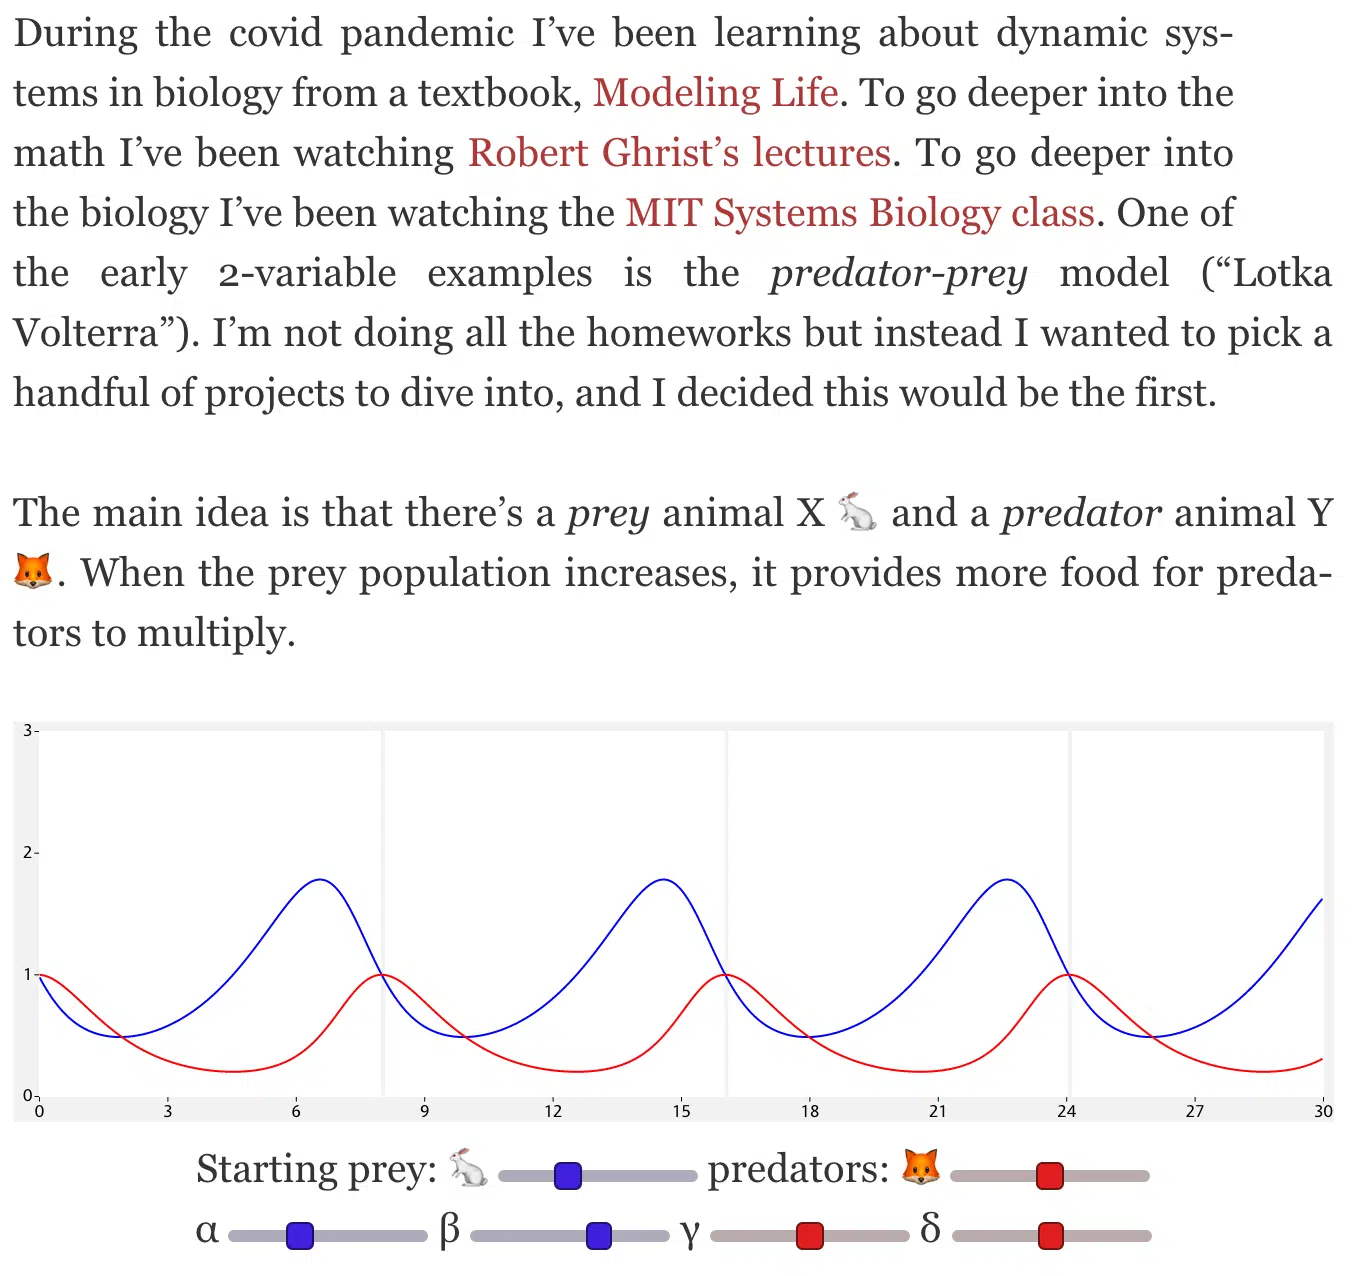 During the covid pandemic I’ve been learning about dynamic sys-
tems in biology from a textbook, Modeling Life. To go deeper into the
math I’ve been watching Robert Ghrist’s lectures. To go deeper into
the biology I’ve been watching the MIT Systems Biology class. One of
the early 2-variable examples is the predator-prey model (“Lotka
Volterra”). I’m not doing all the homeworks but instead I wanted to pick a
handful of projects to dive into, and I decided this would be the first.
The main idea is that there’s a prey animal X 🐇 and a predator animal Y
🦊. When the prey population increases, it provides more food for preda-
tors to multiply.
3
2
1
0
0 3 6 9 12 15 18 21 24 27 30
Starting prey: 🐇 predators: 🦊
α β γ δ